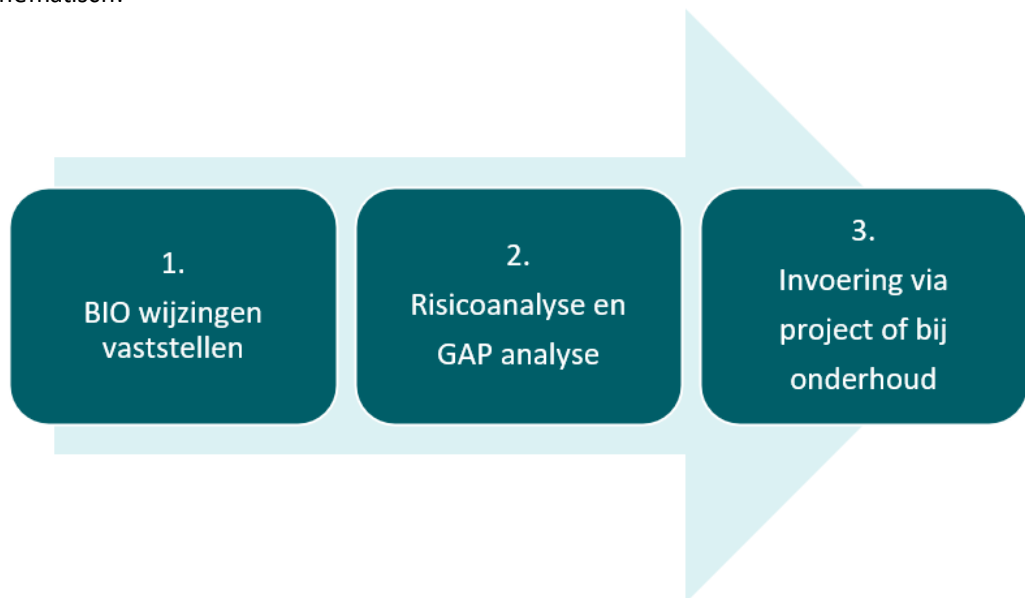 1.
BIO wijzingen
vaststellen
2.
Risicoanalyse en
GAP analyse
3.
Invoering via
project of bij
onderhoud